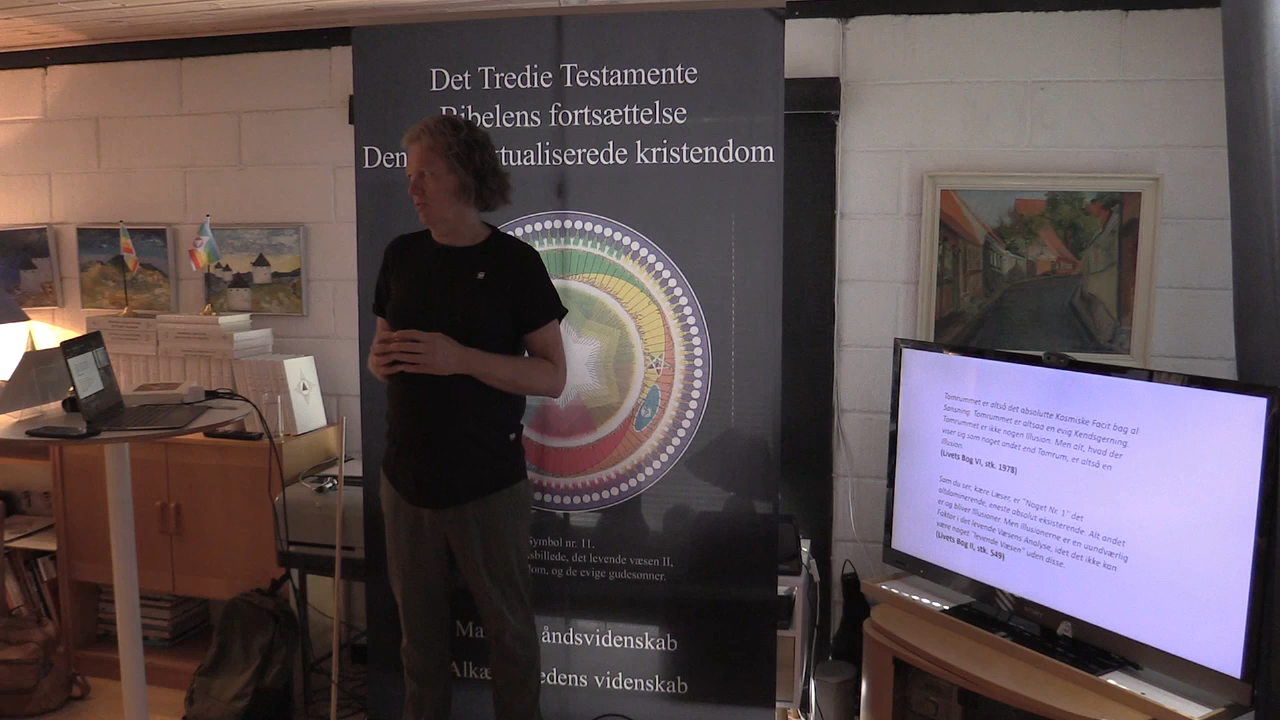 Det Tredie Testamente
Bibelens fortsættelse
Den tualiserede kristendom
Symbol nr. 11.
sbillede, det levende væsen II,
om, og de evige gudesønner.
Ma åndsvidenskab
Alkæ edens videnskab
Tomrummet er altså det absolutte Kosmiske Facit bag al
Sansning. Tomrummet er altsaa en evig Kendsgerning.
Tomrummet er ikke nogen Illusion. Men alt, hvad der
viser sig som noget andet end Tomrum, er altså en
Illusion.
(Livets Bog VI, stk. 1978)
Som du ser, kære Læser, er "Noget Nr. 1" det
altdominerende, eneste absolut eksisterende. Alt andet
er og bliver Illusioner. Men Illusionerne er en uundværlig
Faktor i det levende Væsens Analyse, idet det ikke kan
være noget "levende Væsen" uden disse.
(Livets Bog II, stk. 549)